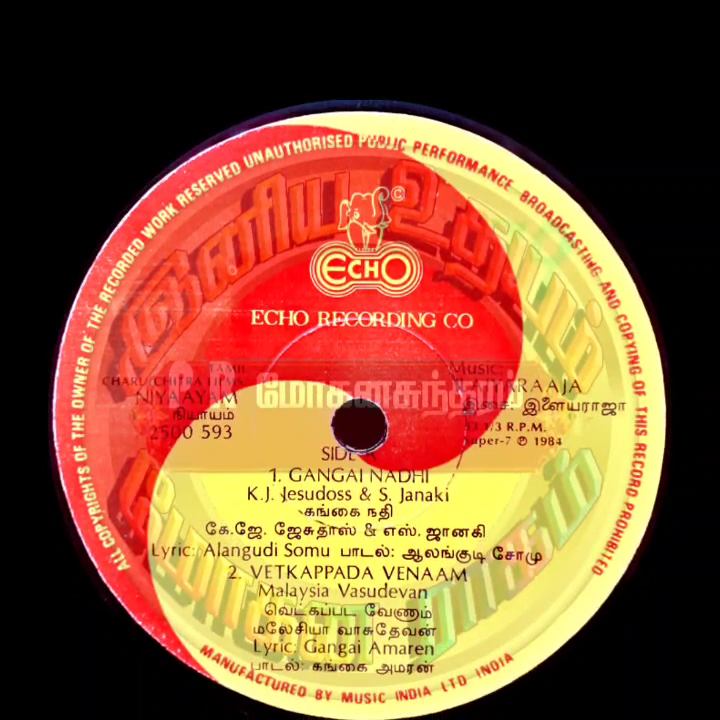 ALL COPYRIGHTS OF THE OWNER OF THE RECORDED WORK RESERVED UNAUTHORISED PUBLIC PERFORMANCE BROADCASTING AND COPYING OF THIS RECORD PROHIBITED
இனிய உதயம்
©
ECHO
ECHO RECORDING CO
TAMIL
CHARUCHITRA FILMS
NIYAAYAM
நியாயம்
2500 593
மோகனசுந்தரம்
Music:
இசை: இளையராஜா
1/3 R.P.M.
Super-7 ℗ 1984
SIDE
1. GANGAI NADHI
K.J. Jesudoss & S. Janaki
கங்கை நதி
கே.ஜே. ஜேசுதாஸ் & எஸ். ஜானகி
Lyric: Alangudi Somu பாடல்: ஆலங்குடி சோமு
2. VETKAPPADA VENAAM
Malaysia Vasudevan
வெட்கப்பட வேணாம்
மலேசியா வாசுதேவன்
Lyric: Gangai Amaren
பாடல்: கங்கை அமரன்
MANUFACTURED BY MUSIC INDIA LTD INDIA